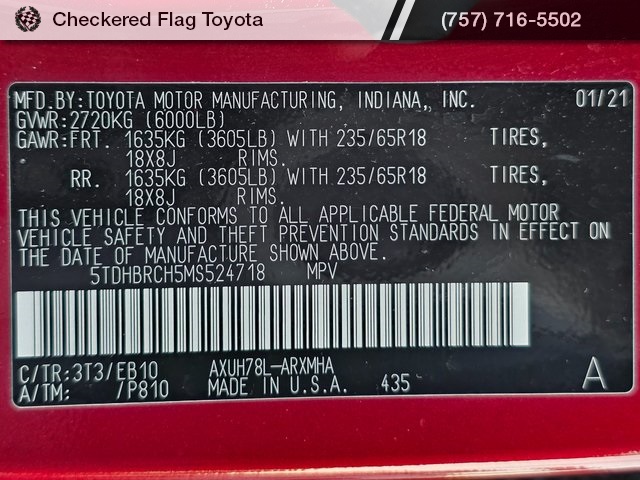 Checkered Flag Toyota
(757) 716-5502
MFD.BY:TOYOTA MOTOR MANUFACTURING, INDIANA, INC. 01/21
GVWR:2720KG (6000LB)
GAWR:FRT. 1635KG (3605LB) WITH 235/65R18 TIRES,
18X8J RIMS.
RR. 1635KG (3605LB) WITH 235/65R18 TIRES,
18X8J RIMS.
THIS VEHICLE CONFORMS TO ALL APPLICABLE FEDERAL MOTOR
VEHICLE SAFETY AND THEFT PREVENTION STANDARDS IN EFFECT ON
THE DATE OF MANUFACTURE SHOWN ABOVE.
5TDHBRCH5MS524718 MPV
C/TR:3T3/EB10 AXUH78L-ARXMHA
A/TM: /P810 MADE IN U.S.A. 435 A